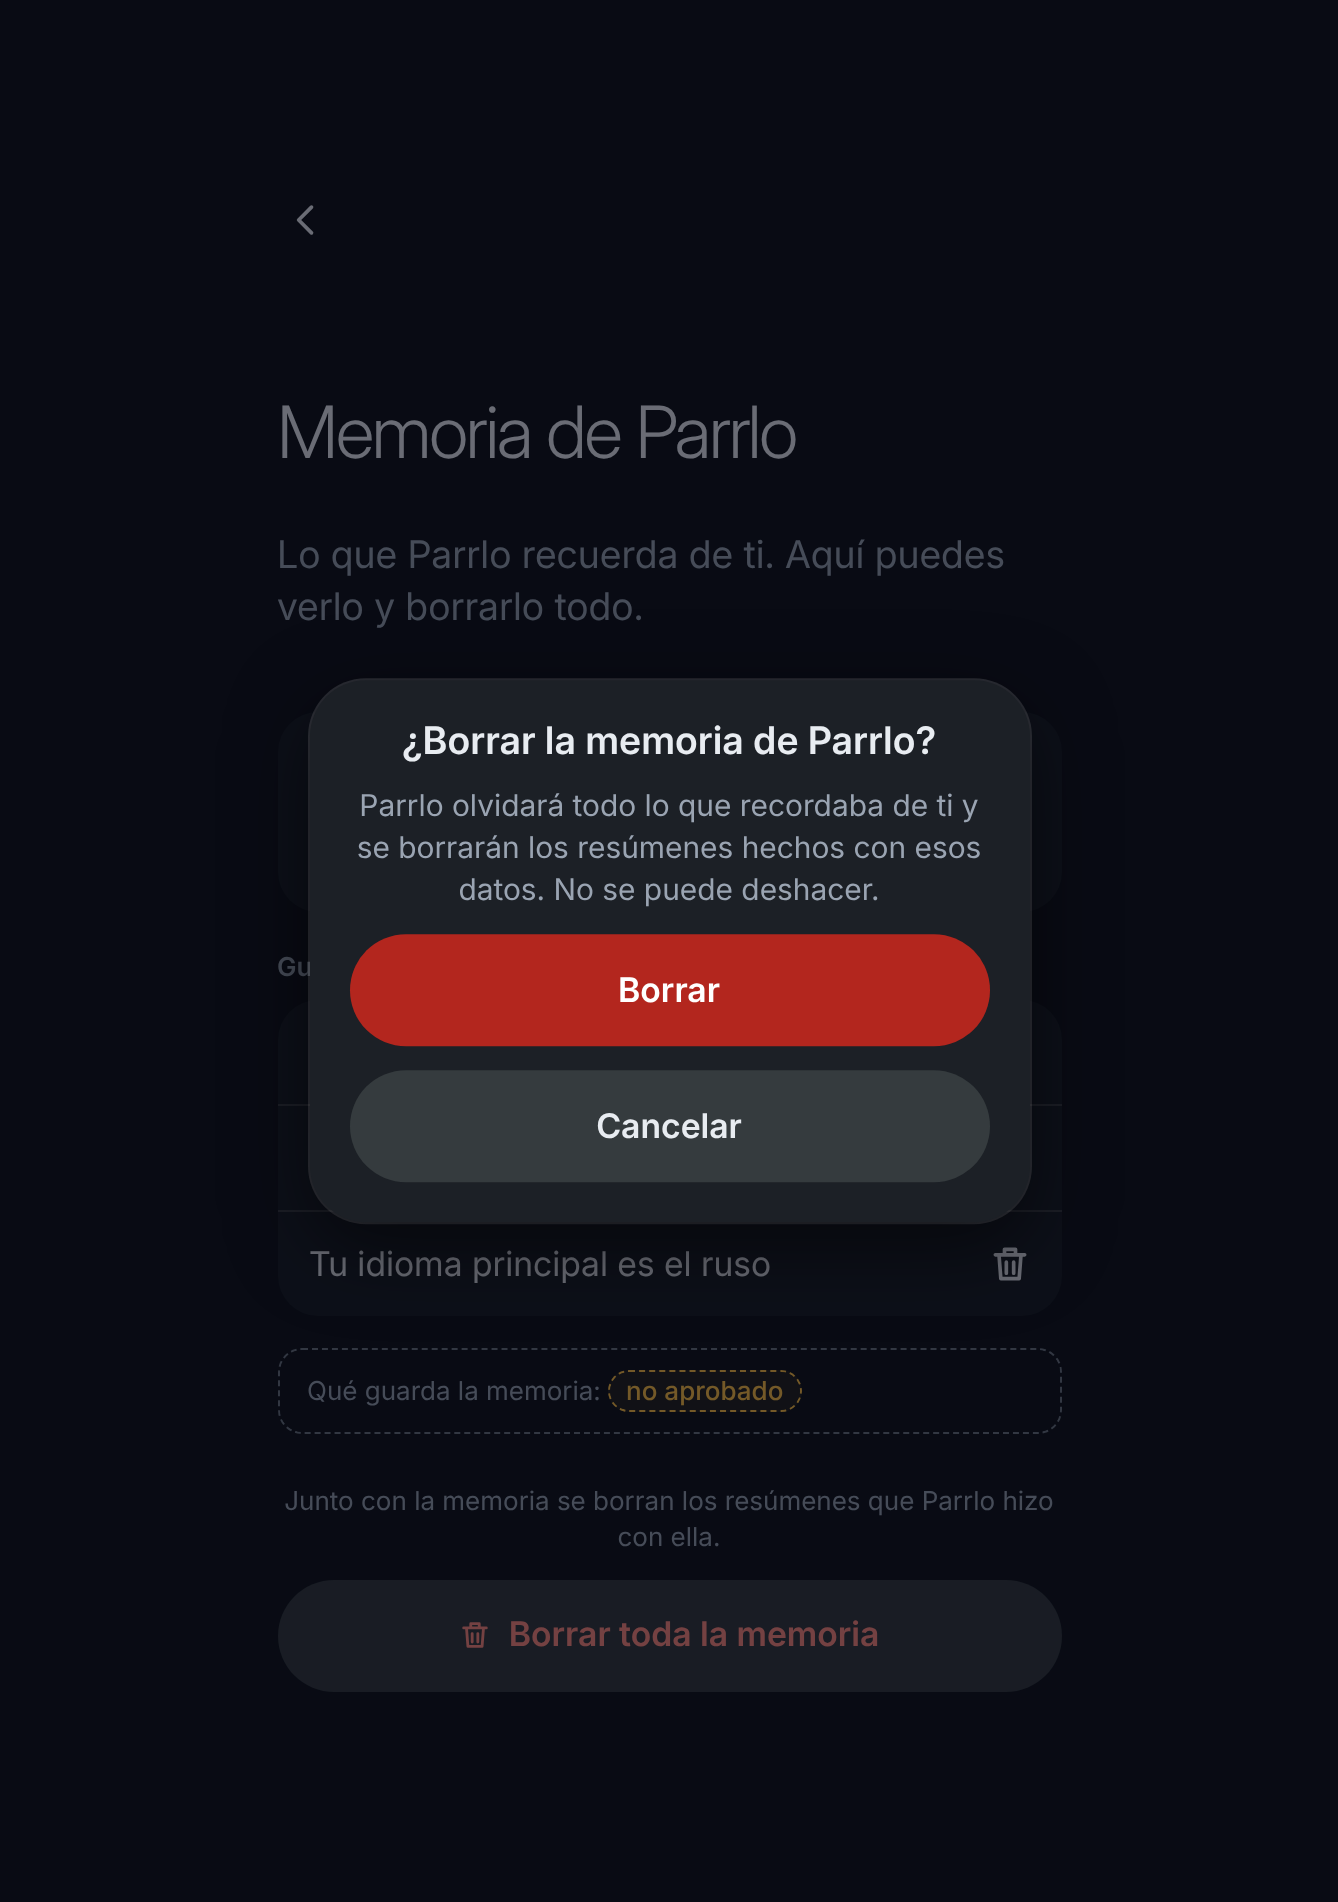 Memoria de Parrlo
Lo que Parrlo recuerda de ti. Aquí puedes
verlo y borrarlo todo.
¿Borrar la memoria de Parrlo?
Parrlo olvidará todo lo que recordaba de ti y
se borrarán los resúmenes hechos con esos
datos. No se puede deshacer.
Borrar
Cancelar
Tu idioma principal es el ruso
Qué guarda la memoria: no aprobado
Junto con la memoria se borran los resúmenes que Parrlo hizo
con ella.
Borrar toda la memoria